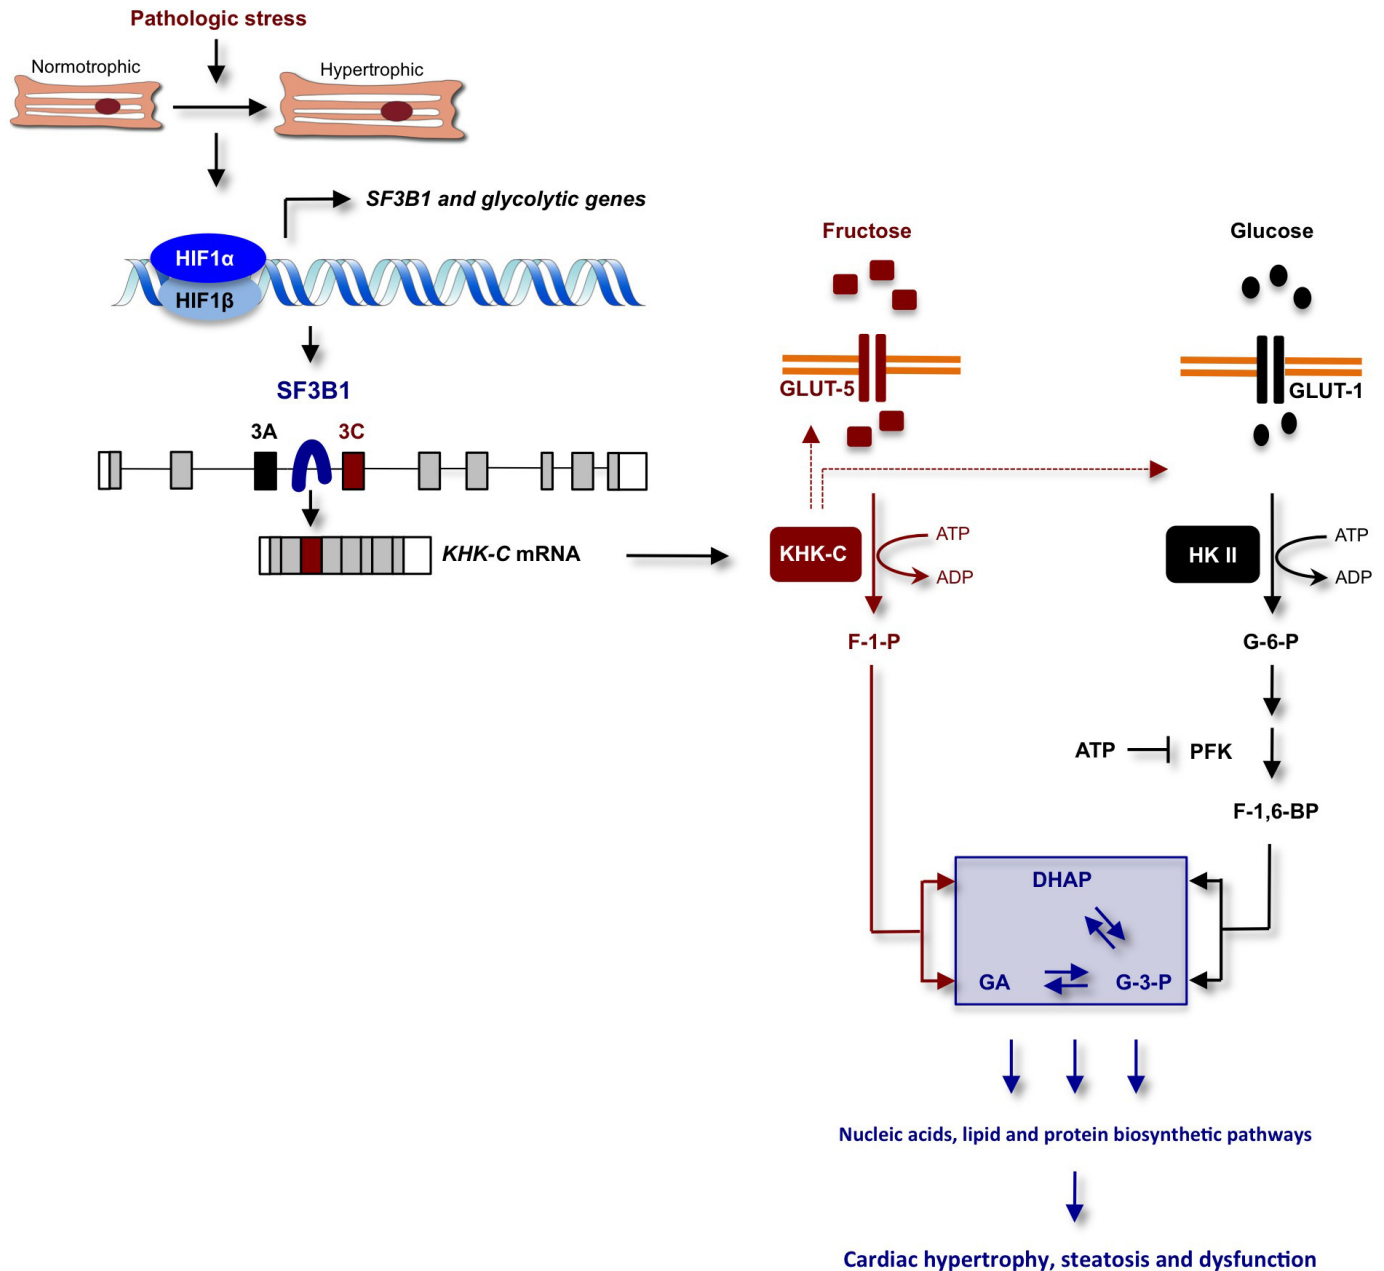 Pathologic stress
Normotrophic
Hypertrophic
SF3B1 and glycolytic genes
HIF1α
HIF1β
SF3B1
3A
3C
KHK-C mRNA
Fructose
Glucose
GLUT-5
GLUT-1
KHK-C
ATP
ADP
HK II
ATP
ADP
F-1-P
G-6-P
ATP
PFK
F-1,6-BP
DHAP
GA
G-3-P
Nucleic acids, lipid and protein biosynthetic pathways
Cardiac hypertrophy, steatosis and dysfunction